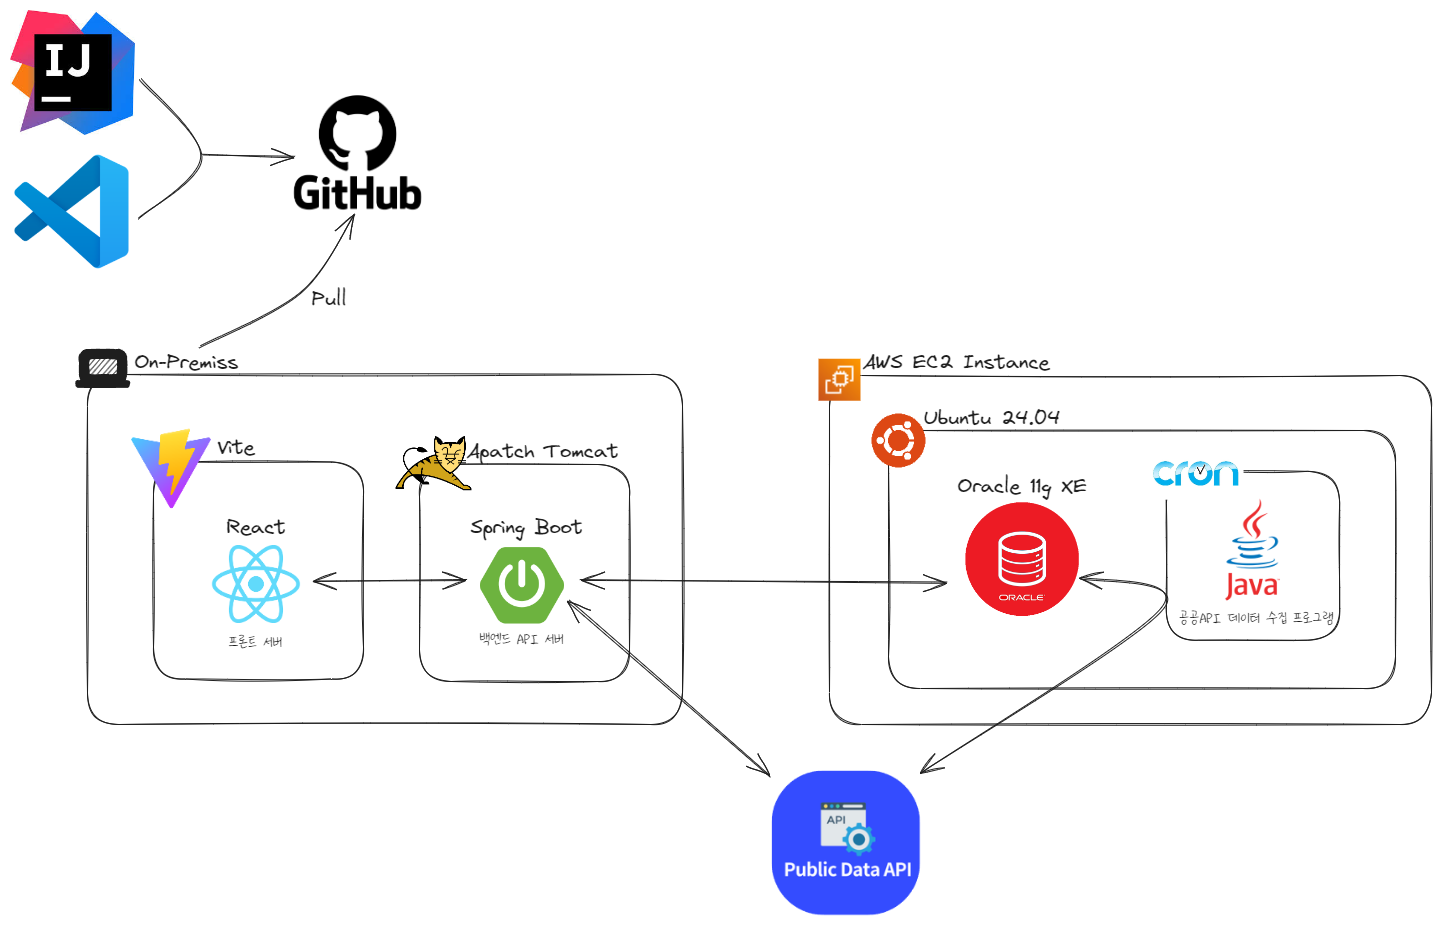 IJ
GitHub
Pull
On-Premiss
Vite
React
프론트 서버
Apatch Tomcat
Spring Boot
백엔드 API 서버
AWS EC2 Instance
Ubuntu 24.04
Oracle 11g XE
ORACLE
cron
Java
공공API 데이터 수집 프로그램
API
Public Data API